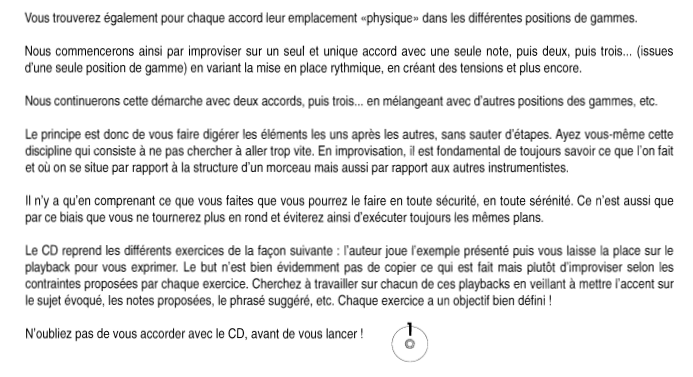 Vous trouverez également pour chaque accord leur emplacement «physique» dans les différentes positions de gammes.
Nous commencerons ainsi par improviser sur un seul et unique accord avec une seule note, puis deux, puis trois... (issues
d'une seule position de gamme) en variant la mise en place rythmique, en créant des tensions et plus encore.
Nous continuerons cette démarche avec deux accords, puis trois... en mélangeant avec d'autres positions des gammes, etc.
Le principe est donc de vous faire digérer les éléments les uns après les autres, sans sauter d'étapes. Ayez vous-même cette
discipline qui consiste à ne pas chercher à aller trop vite. En improvisation, il est fondamental de toujours savoir ce que l'on fait
et où on se situe par rapport à la structure d'un morceau mais aussi par rapport aux autres instrumentistes.
Il n'y a qu'en comprenant ce que vous faites que vous pourrez le faire en toute sécurité, en toute sérénité. Ce n'est aussi que
par ce biais que vous ne tournerez plus en rond et éviterez ainsi d'exécuter toujours les mêmes plans.
Le CD reprend les différents exercices de la façon suivante : l'auteur joue l'exemple présenté puis vous laisse la place sur le
playback pour vous exprimer. Le but n'est bien évidemment pas de copier ce qui est fait mais plutôt d'improviser selon les
contraintes proposées par chaque exercice. Cherchez à travailler sur chacun de ces playbacks en veillant à mettre l'accent sur
le sujet évoqué, les notes proposées, le phrasé suggéré, etc. Chaque exercice a un objectif bien défini !
N'oubliez pas de vous accorder avec le CD, avant de vous lancer !
1